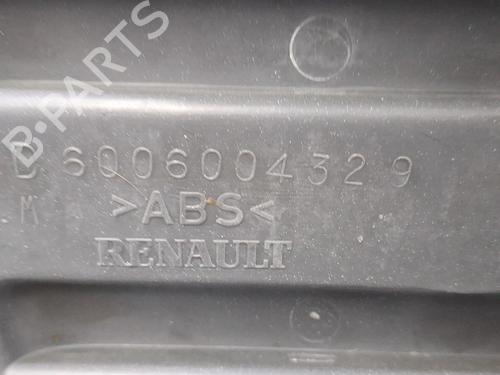 B-PARTS
D 6006004329
M >ABS<
RENAULT